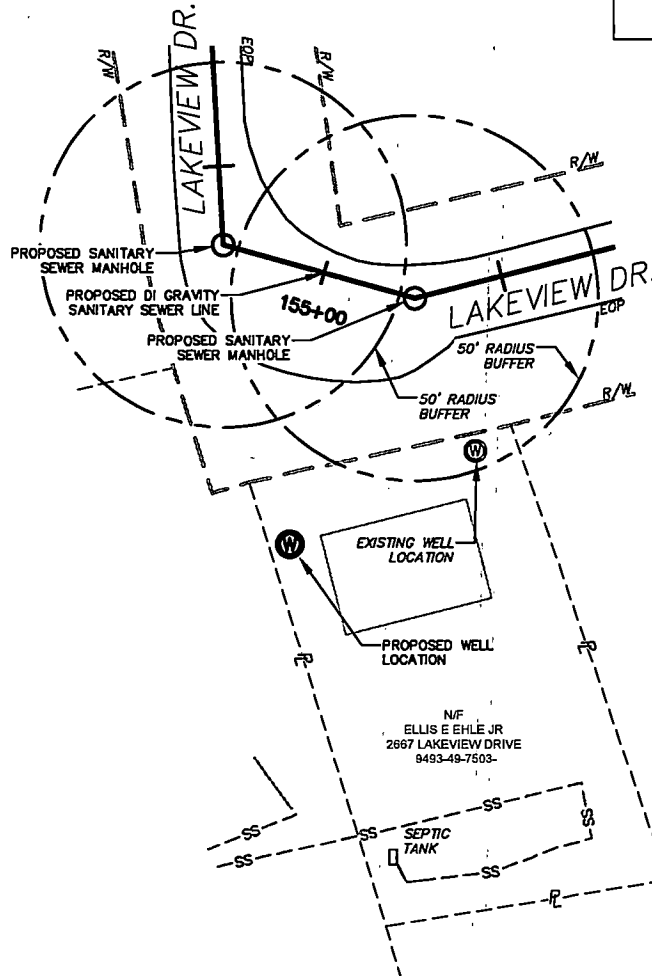 LAKEVIEW DR.
R/W
EOP
R/W
R/W
PROPOSED SANITARY
SEWER MANHOLE
PROPOSED DI GRAVITY
SANITARY SEWER LINE
155+00
PROPOSED SANITARY
SEWER MANHOLE
LAKEVIEW DR.
EOP
50' RADIUS
BUFFER
50' RADIUS
BUFFER
R/W
W
EXISTING WELL
LOCATION
W
PROPOSED WELL
LOCATION
PL
PL
N/F
ELLIS E EHLE JR
2667 LAKEVIEW DRIVE
9493-49-7503-
SS
SS
SS
SS
SS
SEPTIC
TANK
SS
PL